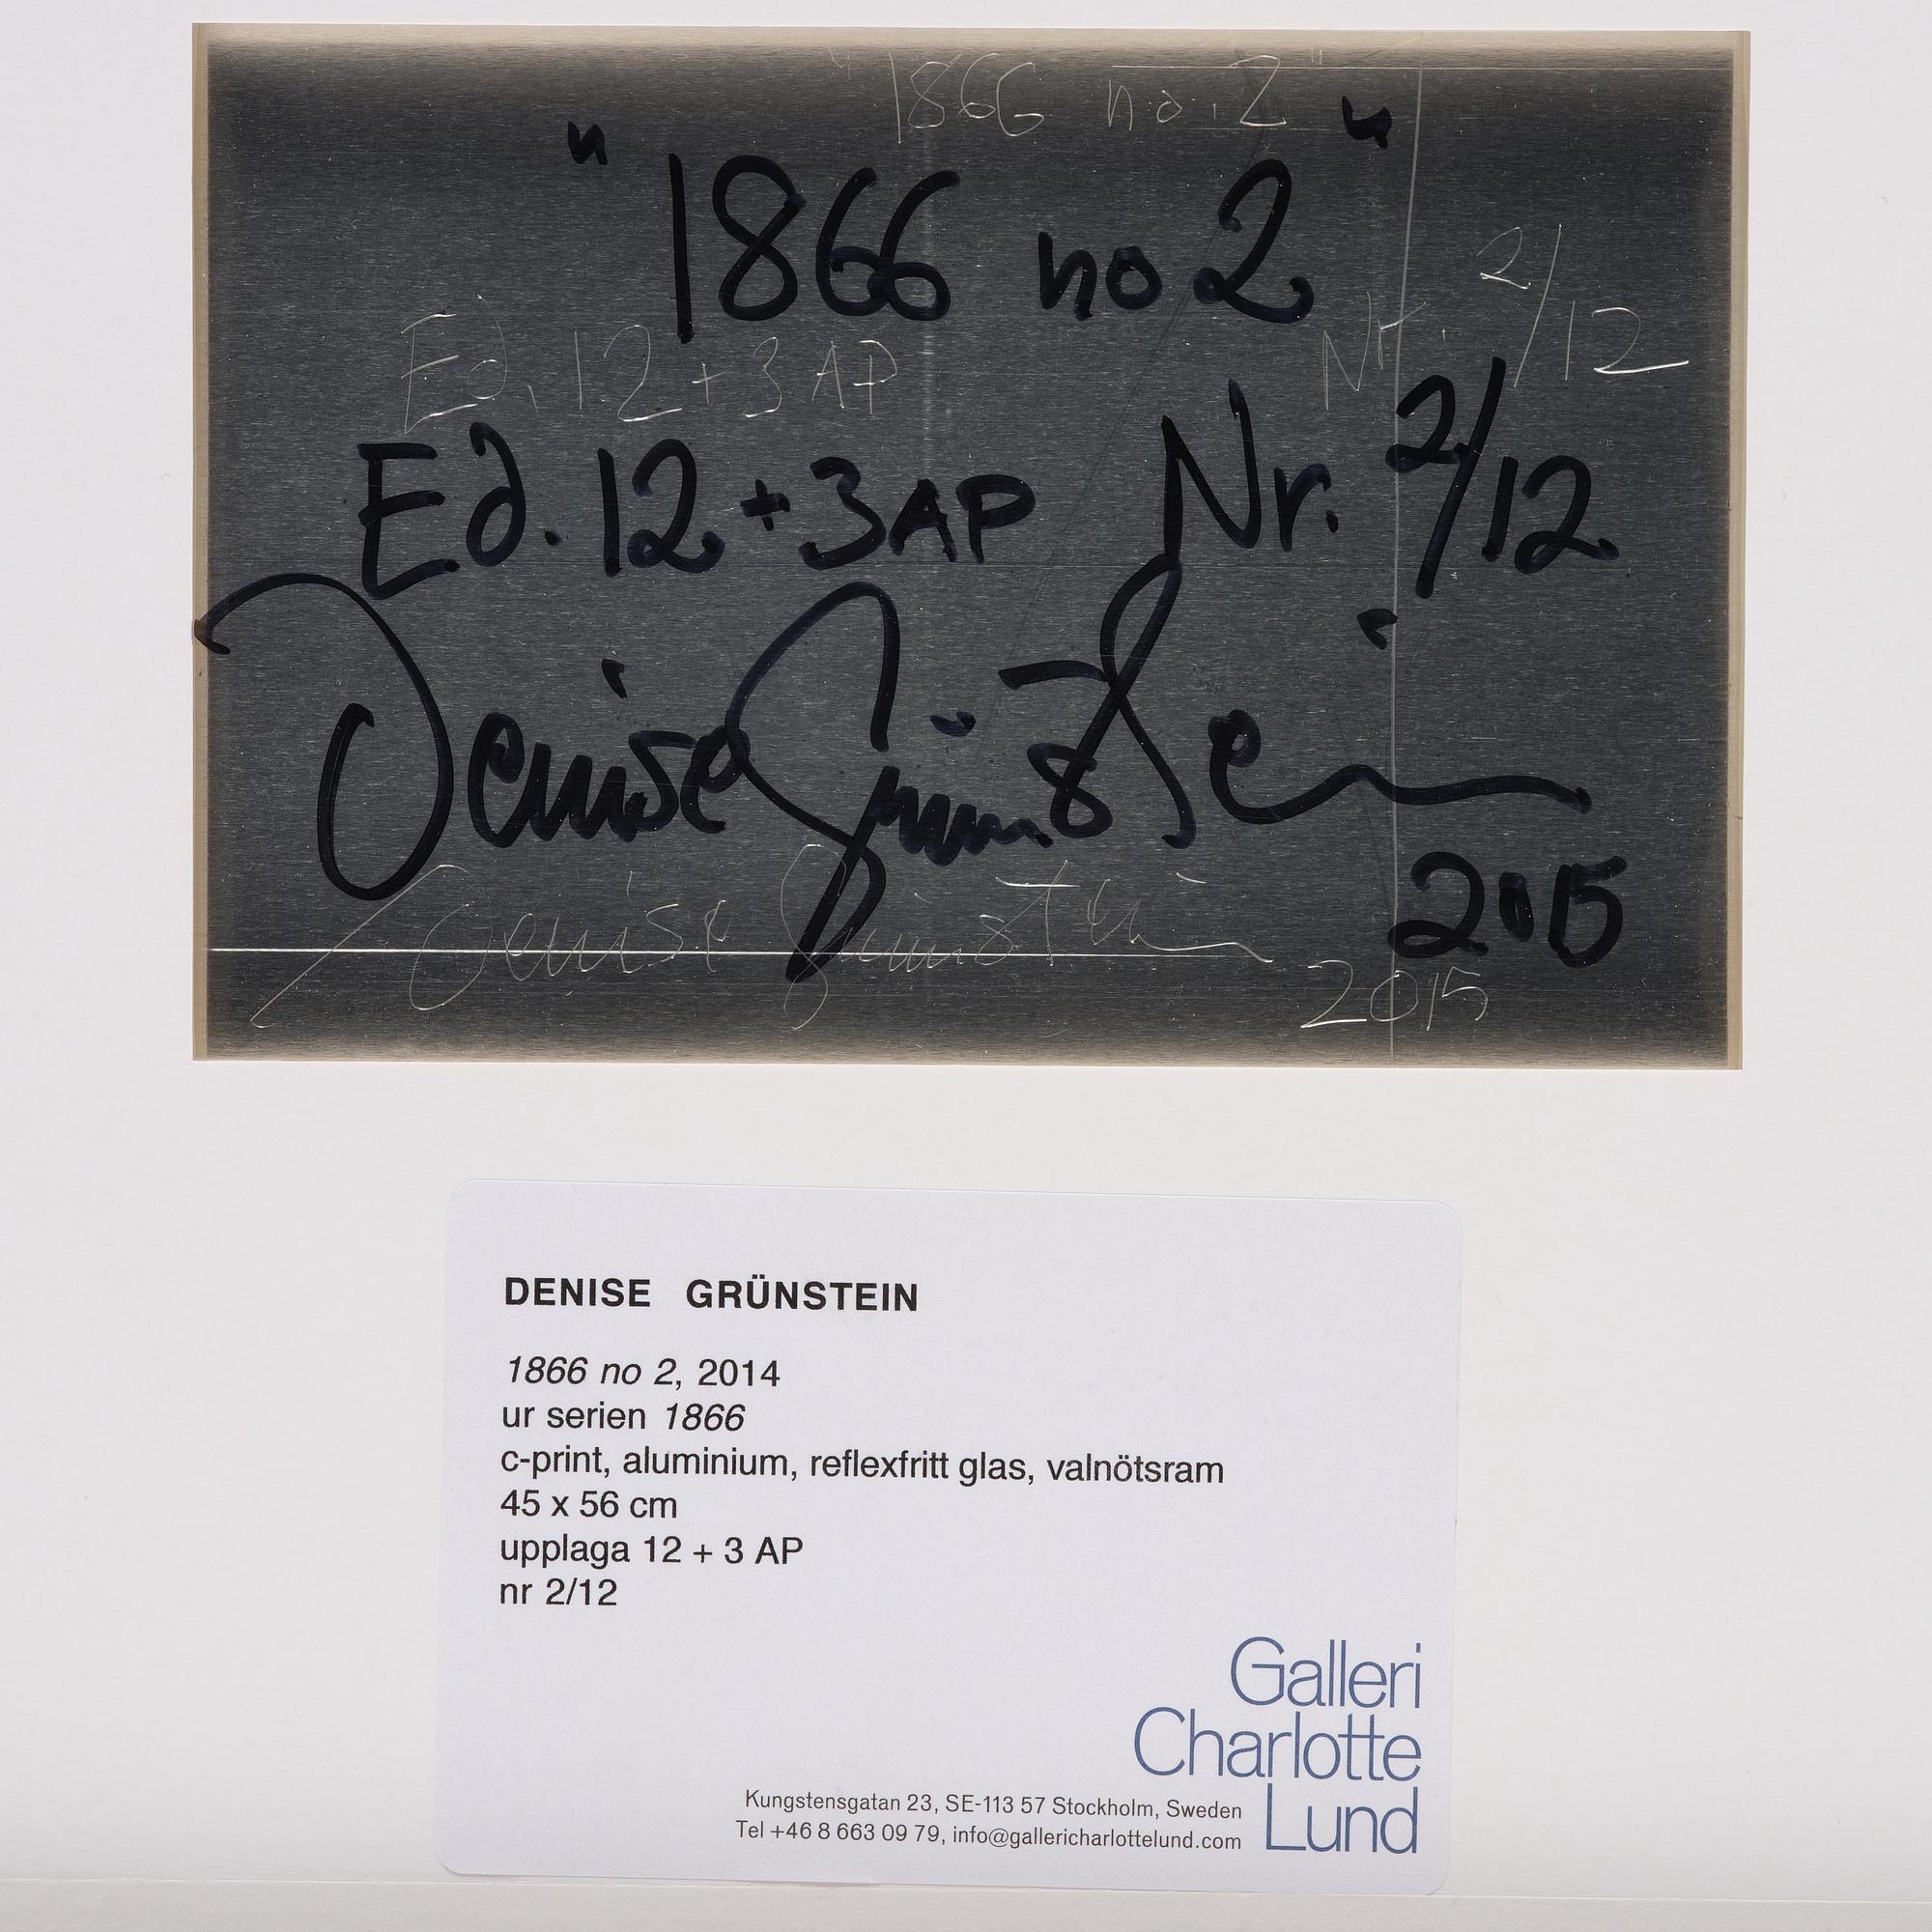 "1866 no.2"
"1866 no 2"
Nr. 2/12
Ed. 12+3 AP
Ed. 12+3AP Nr. 2/12
Denise Grünstein
2015
Denise Grünstein
2015
DENISE GRÜNSTEIN
1866 no 2, 2014
ur serien 1866
c-print, aluminium, reflexfritt glas, valnötsram
45 x 56 cm
upplaga 12 + 3 AP
nr 2/12
Galleri
Charlotte
Lund
Kungstensgatan 23, SE-113 57 Stockholm, Sweden
Tel +46 8 663 09 79, info@gallericharlottelund.com